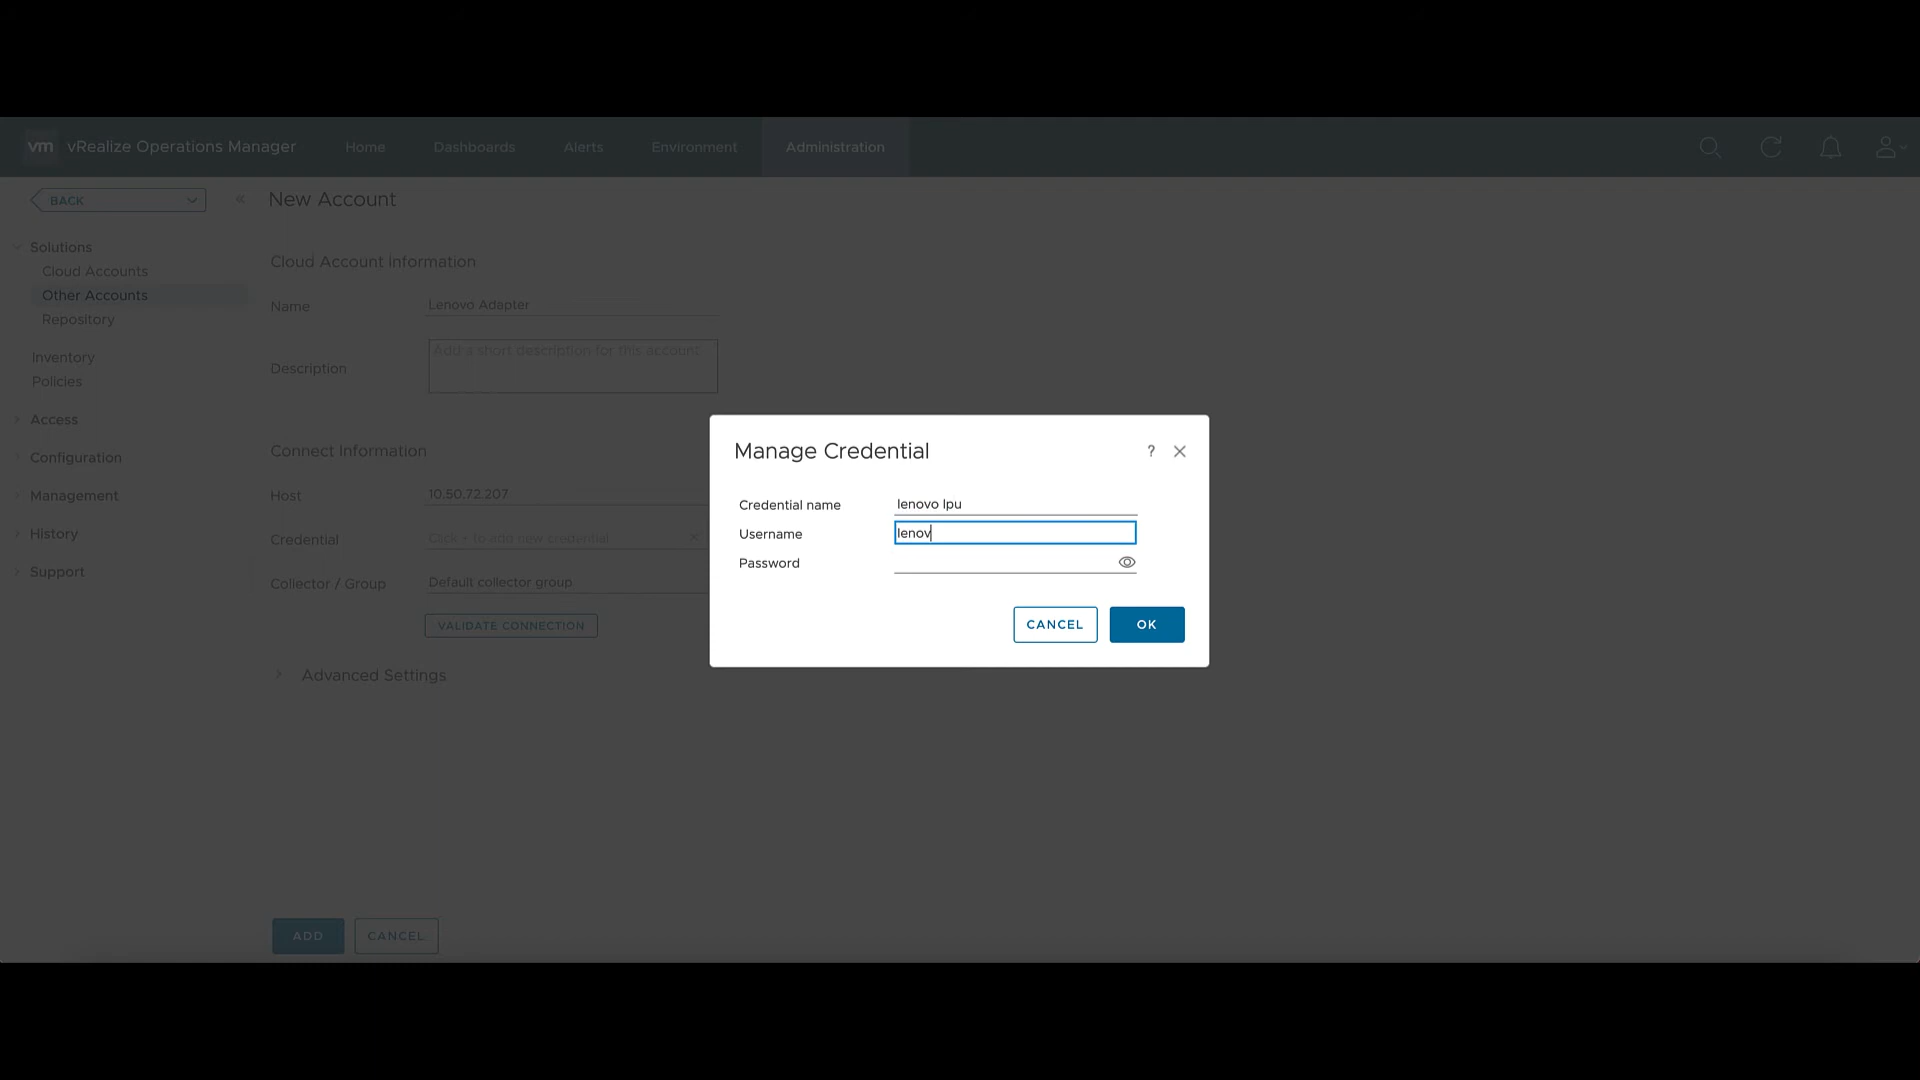 vm vRealize Operations Manager Home Dashboards Alerts Environment Administration
BACK
New Account
Solutions
Cloud Accounts
Other Accounts
Repository
Inventory
Policies
Access
Configuration
Management
History
Support
Cloud Account Information
Name Lenovo Adapter
Description Add a short description for this account
Connect Information
Host 10.50.72.207
Credential Click + to add new credential
Collector / Group Default collector group
VALIDATE CONNECTION
Advanced Settings
ADD CANCEL
Manage Credential ?
Credential name lenovo lpu
Username lenov
Password
CANCEL OK